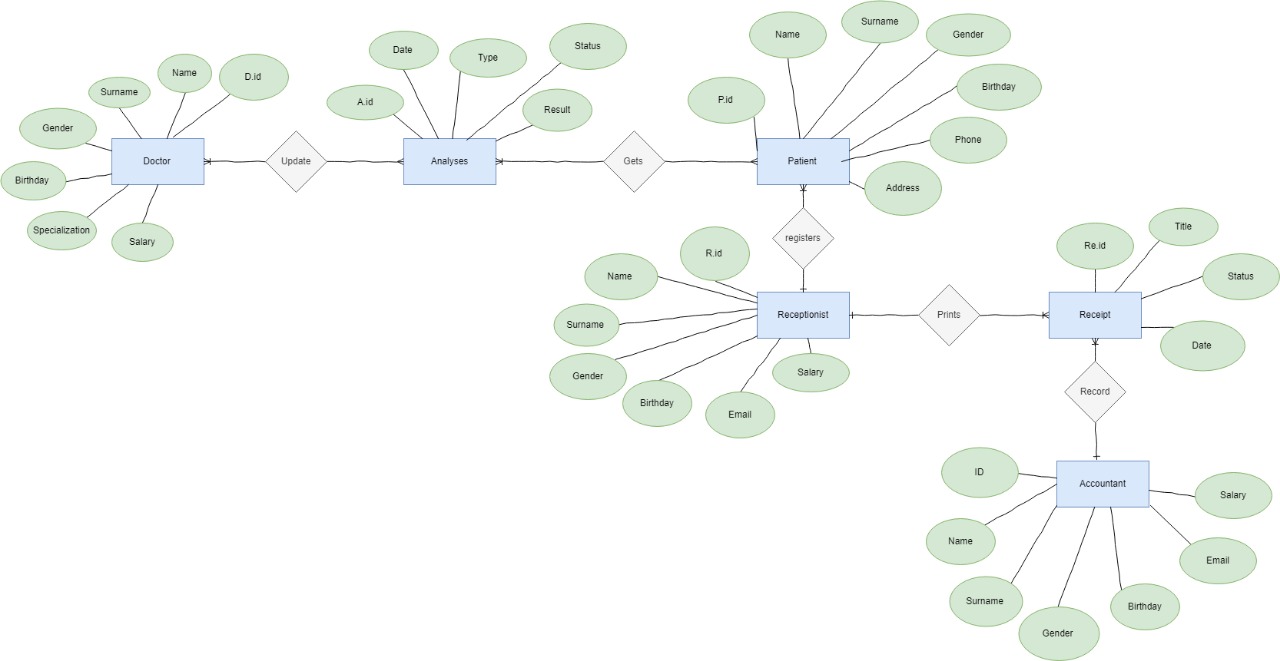 Surname
Name
D.id
Gender
Doctor
Birthday
Specialization
Salary
Update
Date
Type
Status
A.id
Result
Analyses
Gets
Name
Surname
Gender
P.id
Birthday
Phone
Patient
Address
registers
R.id
Name
Surname
Receptionist
Gender
Birthday
Email
Salary
Prints
Re.id
Title
Status
Receipt
Date
Record
ID
Accountant
Salary
Name
Email
Surname
Birthday
Gender